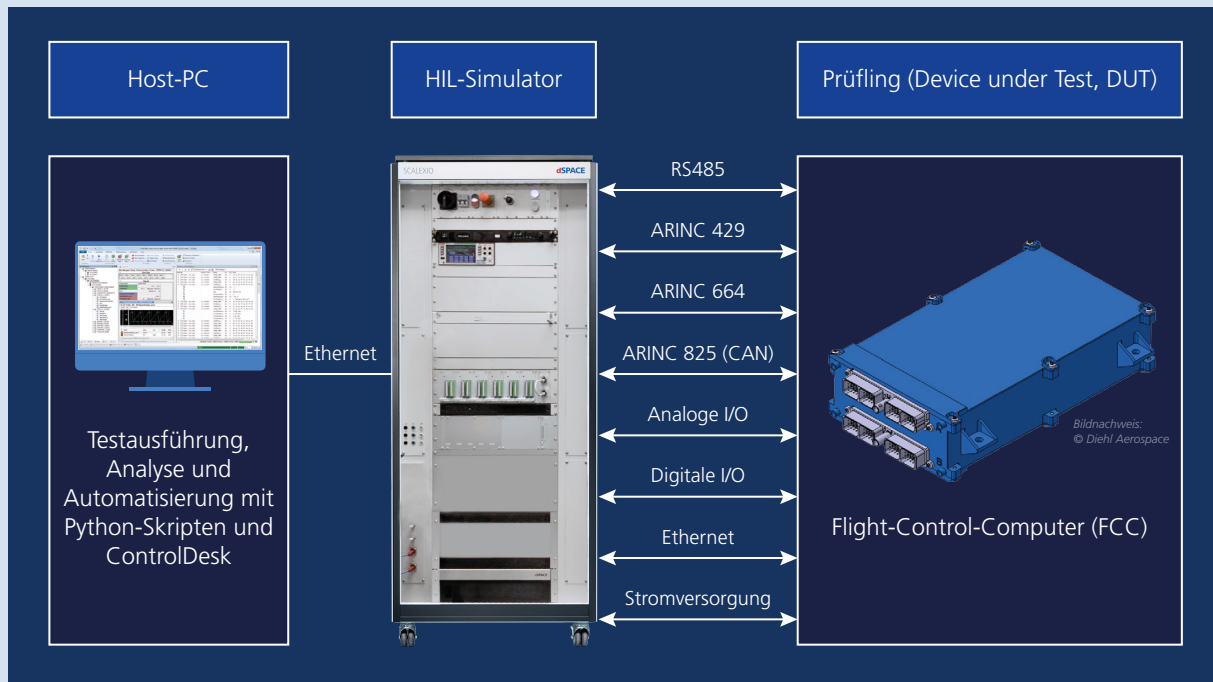 Host-PC
HIL-Simulator
Prüfling (Device under Test, DUT)
SCALEXIO
dSPACE
Testausführung,
Analyse und
Automatisierung mit
Python-Skripten und
ControlDesk
Ethernet
RS485
ARINC 429
ARINC 664
ARINC 825 (CAN)
Analoge I/O
Digitale I/O
Ethernet
Stromversorgung
dSPACE
Bildnachweis:
© Diehl Aerospace
Flight-Control-Computer (FCC)